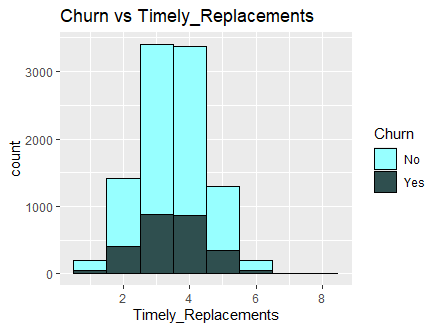 Churn vs Timely_Replacements
3000
2000
1000
0
count
2 4 6 8
Timely_Replacements
Churn
No
Yes